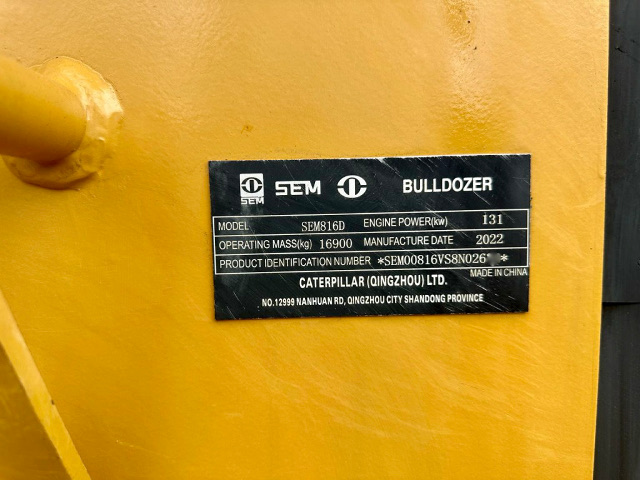 SEM SEM BULLDOZER
MODEL SEM816D ENGINE POWER(kw) 131
OPERATING MASS(kg) 16900 MANUFACTURE DATE 2022
PRODUCT IDENTIFICATION NUMBER *SEM00816VS8N026
MADE IN CHINA
CATERPILLAR (QINGZHOU) LTD.
NO.12999 NANHUAN RD, QINGZHOU CITY SHANDONG PROVINCE